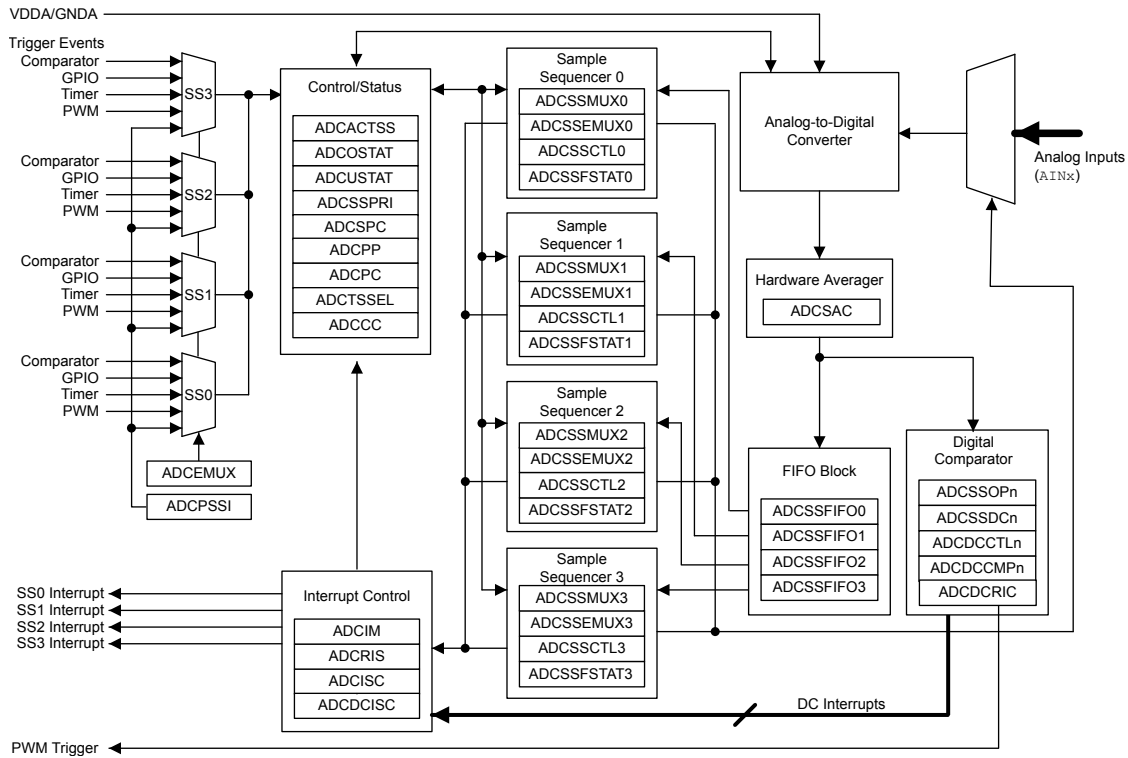 VDDA/GNDA
Trigger Events
Comparator
GPIO
Timer
PWM
SS3
Comparator
GPIO
Timer
PWM
SS2
Comparator
GPIO
Timer
PWM
SS1
Comparator
GPIO
Timer
PWM
SS0
ADCEMUX
ADCPSSI
Control/Status
ADCACTSS
ADCOSTAT
ADCUSTAT
ADCSSPRI
ADCSPC
ADCPP
ADCPC
ADCTSSEL
ADCCC
Sample
Sequencer 0
ADCSSMUX0
ADCSSEMUX0
ADCSSCTL0
ADCSSFSTAT0
Sample
Sequencer 1
ADCSSMUX1
ADCSSEMUX1
ADCSSCTL1
ADCSSFSTAT1
Sample
Sequencer 2
ADCSSMUX2
ADCSSEMUX2
ADCSSCTL2
ADCSSFSTAT2
Sample
Sequencer 3
ADCSSMUX3
ADCSSEMUX3
ADCSSCTL3
ADCSSFSTAT3
Analog-to-Digital
Converter
Analog Inputs
(AINx)
Hardware Averager
ADCSAC
FIFO Block
ADCSSFIFO0
ADCSSFIFO1
ADCSSFIFO2
ADCSSFIFO3
Digital
Comparator
ADCSSOPn
ADCSSDCn
ADCDCCTLn
ADCDCCMPn
ADCDCRIC
SS0 Interrupt
SS1 Interrupt
SS2 Interrupt
SS3 Interrupt
Interrupt Control
ADCIM
ADCRIS
ADCISC
ADCDCISC
DC Interrupts
PWM Trigger